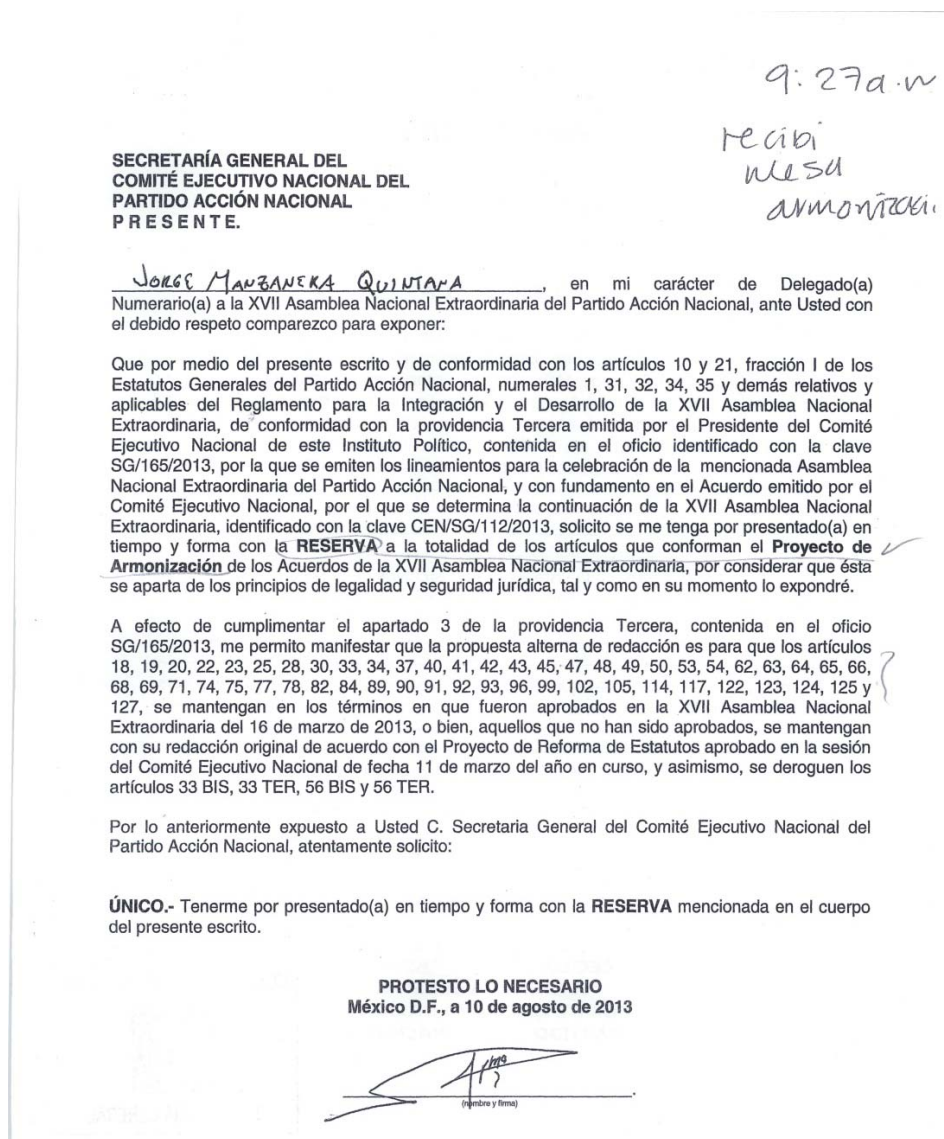 9:27a.m
recibi
mesa
armonizaci.
SECRETARÍA GENERAL DEL
COMITÉ EJECUTIVO NACIONAL DEL
PARTIDO ACCIÓN NACIONAL
P R E S E N T E.
JORGE MANZANERA QUINTANA, en mi carácter de Delegado(a)
Numerario(a) a la XVII Asamblea Nacional Extraordinaria del Partido Acción Nacional, ante Usted con
el debido respeto comparezco para exponer:
Que por medio del presente escrito y de conformidad con los artículos 10 y 21, fracción I de los
Estatutos Generales del Partido Acción Nacional, numerales 1, 31, 32, 34, 35 y demás relativos y
aplicables del Reglamento para la Integración y el Desarrollo de la XVII Asamblea Nacional
Extraordinaria, de conformidad con la providencia Tercera emitida por el Presidente del Comité
Ejecutivo Nacional de este Instituto Político, contenida en el oficio identificado con la clave
SG/165/2013, por la que se emiten los lineamientos para la celebración de la mencionada Asamblea
Nacional Extraordinaria del Partido Acción Nacional, y con fundamento en el Acuerdo emitido por el
Comité Ejecutivo Nacional, por el que se determina la continuación de la XVII Asamblea Nacional
Extraordinaria, identificado con la clave CEN/SG/112/2013, solicito se me tenga por presentado(a) en
tiempo y forma con la RESERVA a la totalidad de los artículos que conforman el Proyecto de
Armonización de los Acuerdos de la XVII Asamblea Nacional Extraordinaria, por considerar que ésta
se aparta de los principios de legalidad y seguridad jurídica, tal y como en su momento lo expondré.
A efecto de cumplimentar el apartado 3 de la providencia Tercera, contenida en el oficio
SG/165/2013, me permito manifestar que la propuesta alterna de redacción es para que los artículos
18, 19, 20, 22, 23, 25, 28, 30, 33, 34, 37, 40, 41, 42, 43, 45, 47, 48, 49, 50, 53, 54, 62, 63, 64, 65, 66,
68, 69, 71, 74, 75, 77, 78, 82, 84, 89, 90, 91, 92, 93, 96, 99, 102, 105, 114, 117, 122, 123, 124, 125 y
127, se mantengan en los términos en que fueron aprobados en la XVII Asamblea Nacional
Extraordinaria del 16 de marzo de 2013, o bien, aquellos que no han sido aprobados, se mantengan
con su redacción original de acuerdo con el Proyecto de Reforma de Estatutos aprobado en la sesión
del Comité Ejecutivo Nacional de fecha 11 de marzo del año en curso, y asimismo, se deroguen los
artículos 33 BIS, 33 TER, 56 BIS y 56 TER.
Por lo anteriormente expuesto a Usted C. Secretaria General del Comité Ejecutivo Nacional del
Partido Acción Nacional, atentamente solicito:
ÚNICO.- Tenerme por presentado(a) en tiempo y forma con la RESERVA mencionada en el cuerpo
del presente escrito.
PROTESTO LO NECESARIO
México D.F., a 10 de agosto de 2013
(nombre y firma)